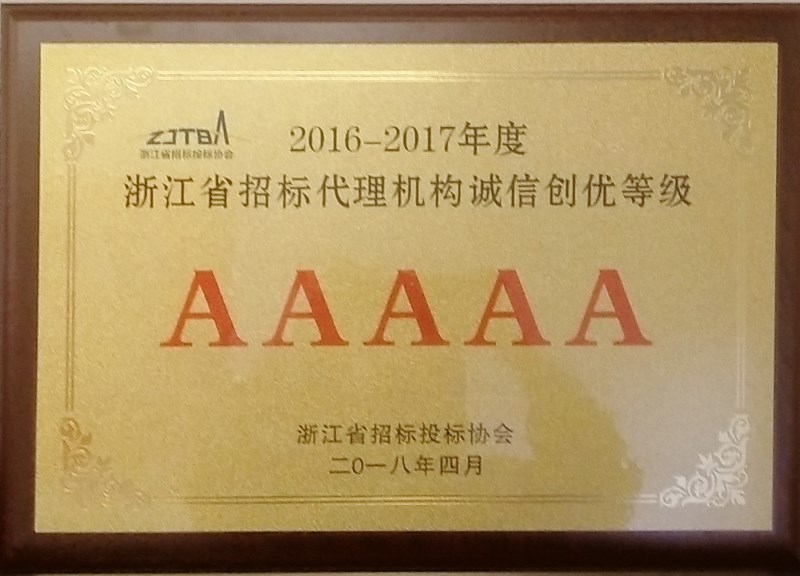 ZJTBA
浙江省招标投标协会
2016-2017年度
浙江省招标代理机构诚信创优等级
AAAAA
浙江省招标投标协会
二〇一八年四月